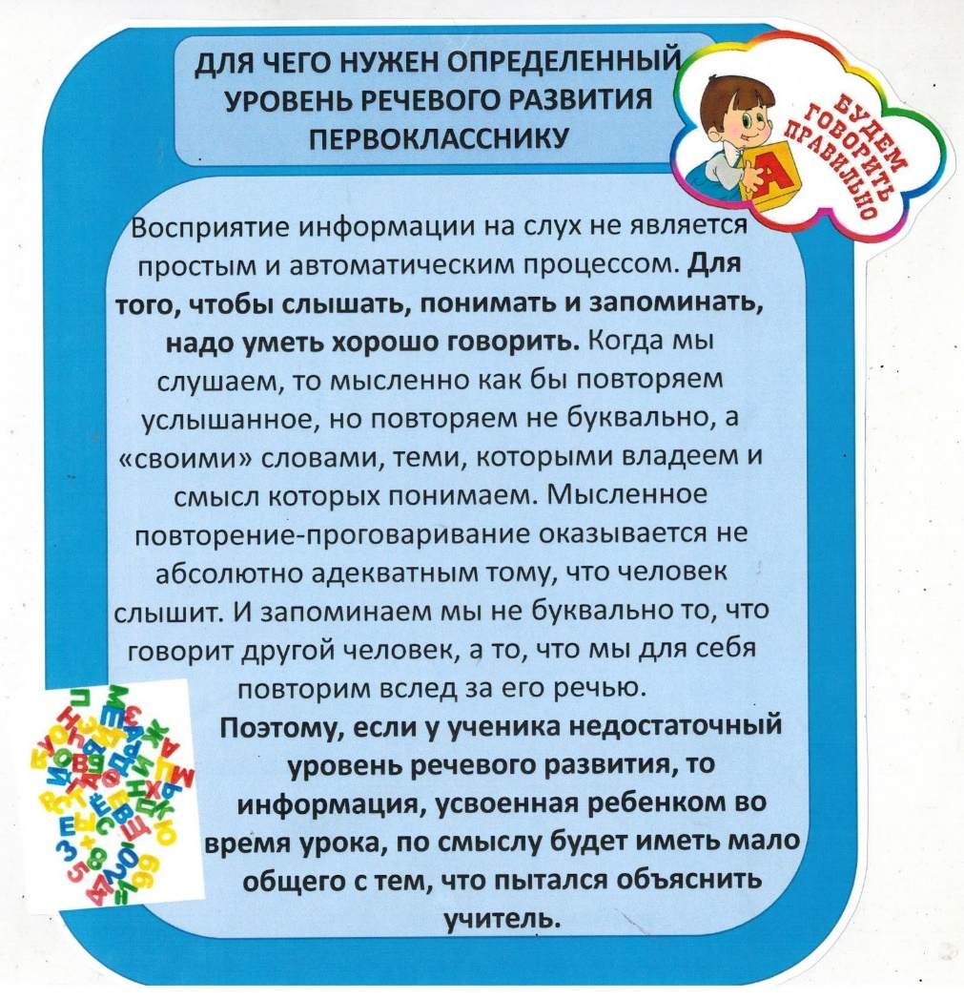 ДЛЯ ЧЕГО НУЖЕН ОПРЕДЕЛЕННЫЙ
УРОВЕНЬ РЕЧЕВОГО РАЗВИТИЯ
ПЕРВОКЛАССНИКУ
БУДЕМ
ГОВОРИТЬ
ПРАВИЛЬНО
А
Восприятие информации на слух не является
простым и автоматическим процессом. Для
того, чтобы слышать, понимать и запоминать,
надо уметь хорошо говорить. Когда мы
слушаем, то мысленно как бы повторяем
услышанное, но повторяем не буквально, а
«своими» словами, теми, которыми владеем и
смысл которых понимаем. Мысленное
повторение-проговаривание оказывается не
абсолютно адекватным тому, что человек
слышит. И запоминаем мы не буквально то, что
говорит другой человек, а то, что мы для себя
повторим вслед за его речью.
Поэтому, если у ученика недостаточный
уровень речевого развития, то
информация, усвоенная ребенком во
время урока, по смыслу будет иметь мало
общего с тем, что пытался объяснить
учитель.